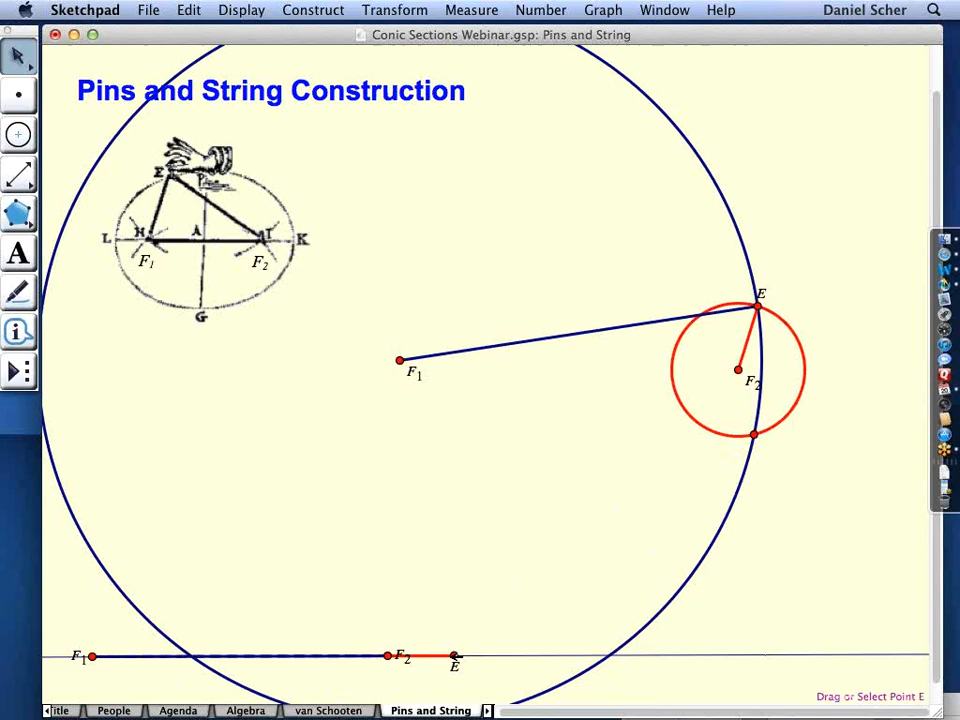 Sketchpad File Edit Display Construct Transform Measure Number Graph Window Help Daniel Scher
Conic Sections Webinar.gsp: Pins and String
Pins and String Construction
E
L H A I K
F1 F2
G
E
F1
F2
F1 F2
E
Drag or Select Point E
itle People Agenda Algebra van Schooten Pins and String
A